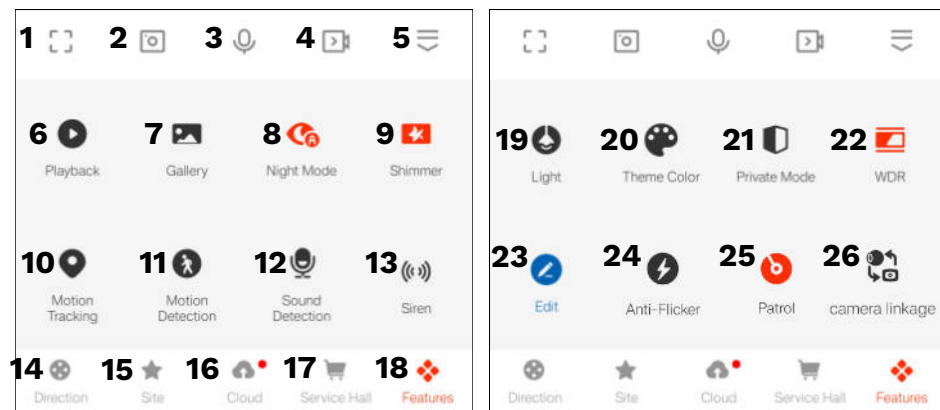 1 2 3 4 5
6 7 8 9
Playback Gallery Night Mode Shimmer
10 11 12 13
Motion Tracking Motion Detection Sound Detection Siren
14 15 16 17 18
Direction Site Cloud Service Hall Features
19 20 21 22
Light Theme Color Private Mode WDR
23 24 25 26
Edit Anti-Flicker Patrol camera linkage
Direction Site Cloud Service Hall Features